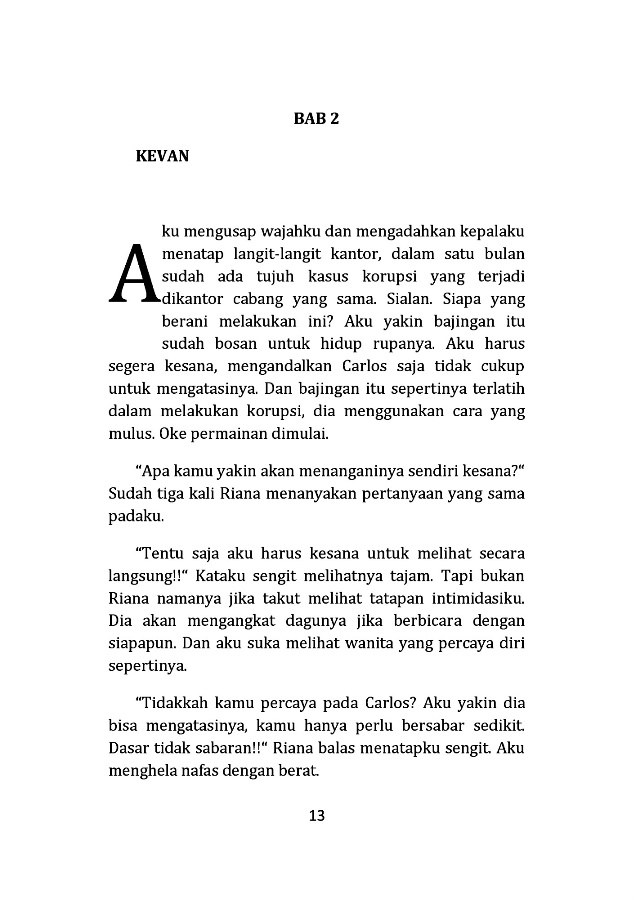 BAB 2
KEVAN
Aku mengusap wajahku dan mengadahkan kepalaku
menatap langit-langit kantor, dalam satu bulan
sudah ada tujuh kasus korupsi yang terjadi
dikantor cabang yang sama. Sialan. Siapa yang
berani melakukan ini? Aku yakin bajingan itu
sudah bosan untuk hidup rupanya. Aku harus
segera kesana, mengandalkan Carlos saja tidak cukup
untuk mengatasinya. Dan bajingan itu sepertinya terlatih
dalam melakukan korupsi, dia menggunakan cara yang
mulus. Oke permainan dimulai.
“Apa kamu yakin akan menanganinya sendiri kesana?“
Sudah tiga kali Riana menanyakan pertanyaan yang sama
padaku.
“Tentu saja aku harus kesana untuk melihat secara
langsung!!“ Kataku sengit melihatnya tajam. Tapi bukan
Riana namanya jika takut melihat tatapan intimidasiku.
Dia akan mengangkat dagunya jika berbicara dengan
siapapun. Dan aku suka melihat wanita yang percaya diri
sepertinya.
“Tidakkah kamu percaya pada Carlos? Aku yakin dia
bisa mengatasinya, kamu hanya perlu bersabar sedikit.
Dasar tidak sabaran!!“ Riana balas menatapku sengit. Aku
menghela nafas dengan berat.
13